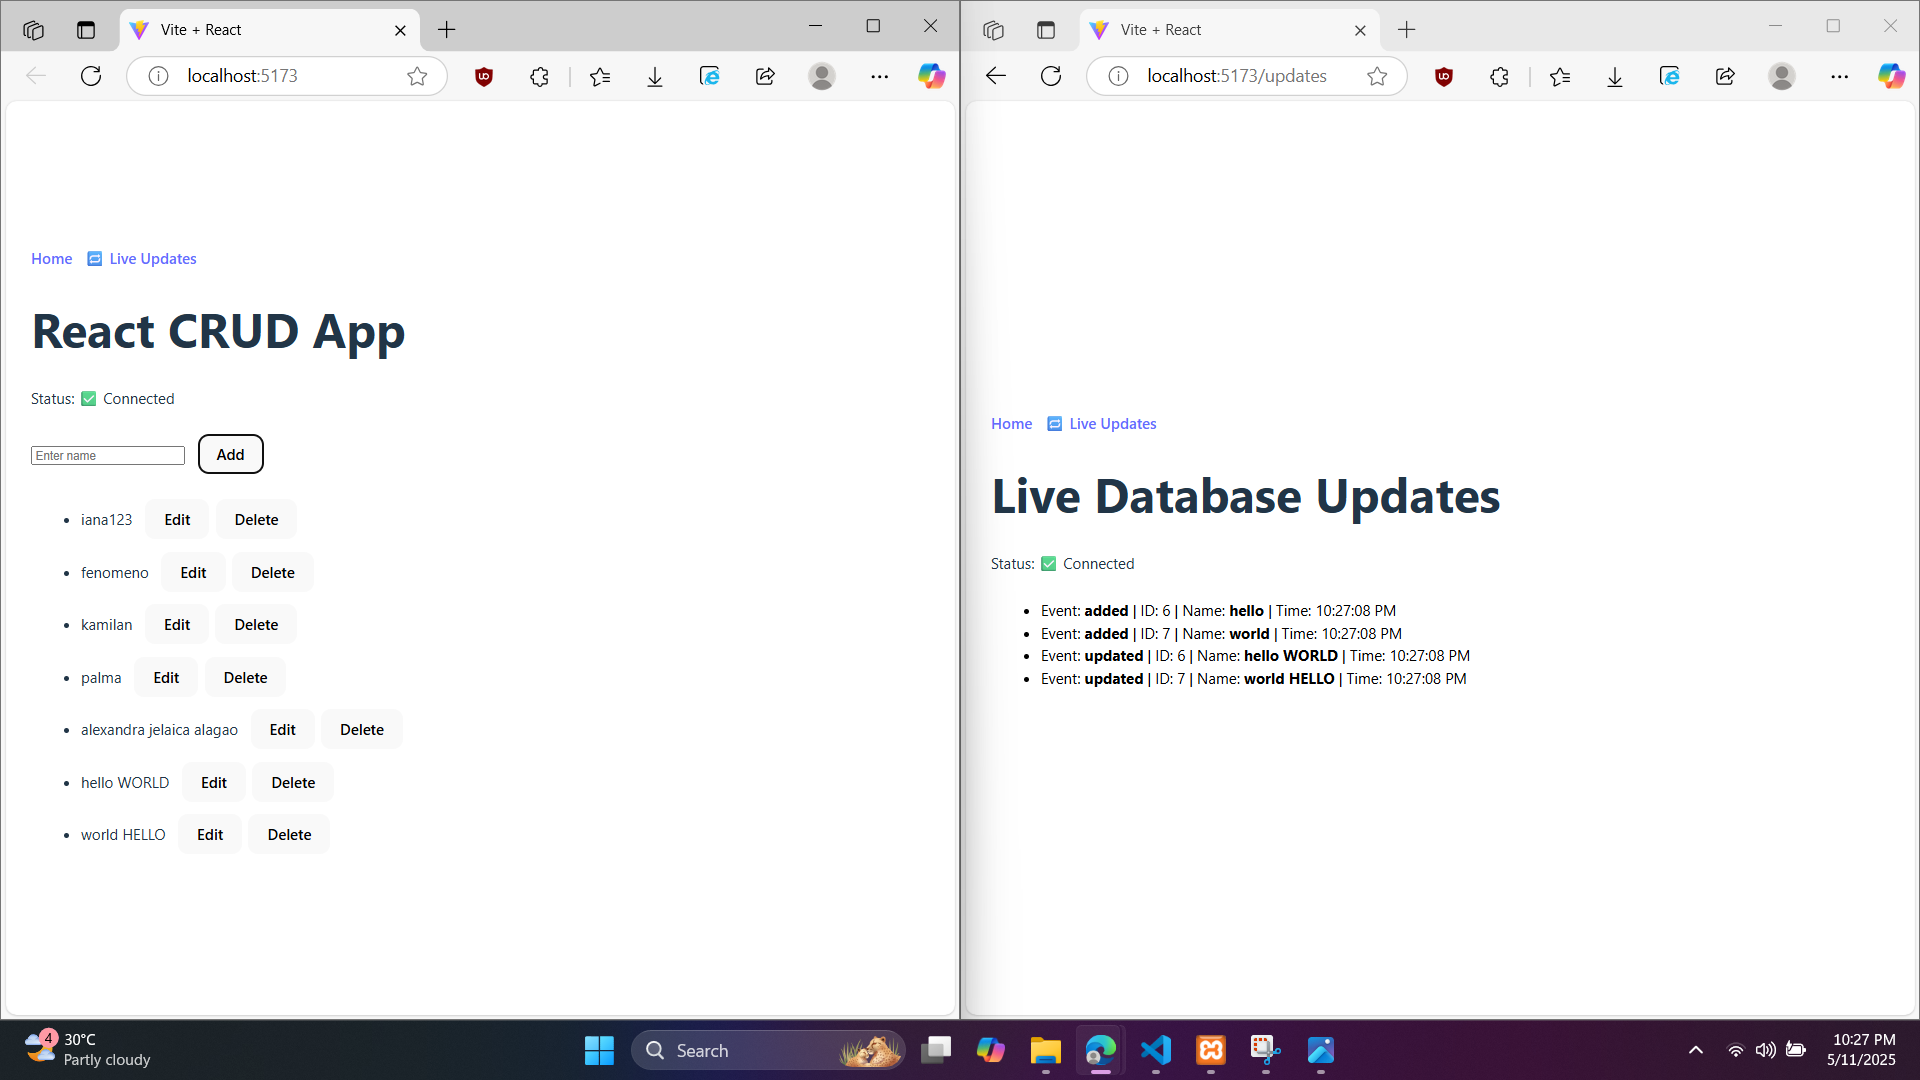 Vite + React
localhost:5173
Home Live Updates
React CRUD App
Status: ✅ Connected
Enter name Add
• iana123 Edit Delete
• fenomeno Edit Delete
• kamilan Edit Delete
• palma Edit Delete
• alexandra jelaica alagao Edit Delete
• hello WORLD Edit Delete
• world HELLO Edit Delete
Vite + React
localhost:5173/updates
Home Live Updates
Live Database Updates
Status: ✅ Connected
• Event: added | ID: 6 | Name: hello | Time: 10:27:08 PM
• Event: added | ID: 7 | Name: world | Time: 10:27:08 PM
• Event: updated | ID: 6 | Name: hello WORLD | Time: 10:27:08 PM
• Event: updated | ID: 7 | Name: world HELLO | Time: 10:27:08 PM
4
30°C
Partly cloudy
Search
10:27 PM
5/11/2025